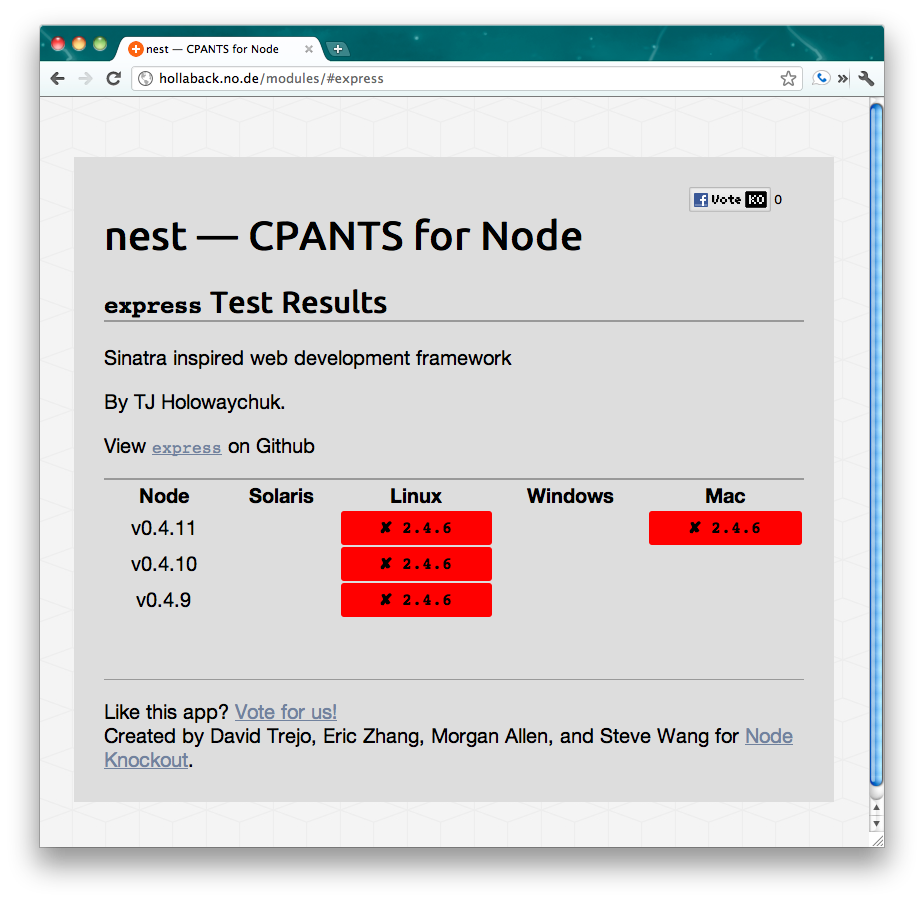 nest — CPANTS for Node
hollaback.no.de/modules/#express
Vote KO 0
nest — CPANTS for Node
express Test Results
Sinatra inspired web development framework
By TJ Holowaychuk.
View express on Github
Node Solaris Linux Windows Mac
v0.4.11 ✘ 2.4.6 ✘ 2.4.6
v0.4.10 ✘ 2.4.6
v0.4.9 ✘ 2.4.6
Like this app? Vote for us!
Created by David Trejo, Eric Zhang, Morgan Allen, and Steve Wang for Node
Knockout.